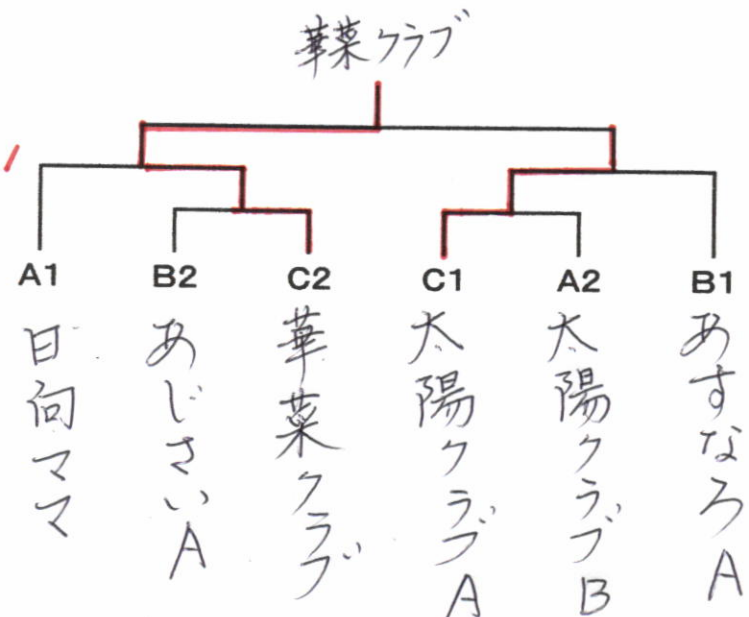 華菜クラブ
A1
B2
C2
C1
A2
B1
日向ママ
あじさいA
華菜クラブ
太陽クラブA
太陽クラブB
あすなろA